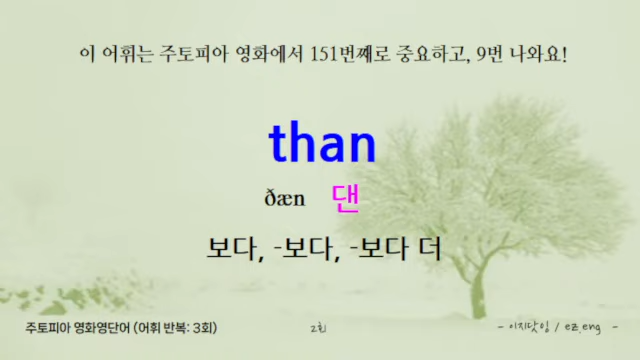 이 어휘는 주토피아 영화에서 151번째로 중요하고, 9번 나와요!
than
ðæn 댄
보다, -보다, -보다 더
주토피아 영화영단어 (어휘 반복: 3회) 2회 - 이지닷잉 / ez.eng -